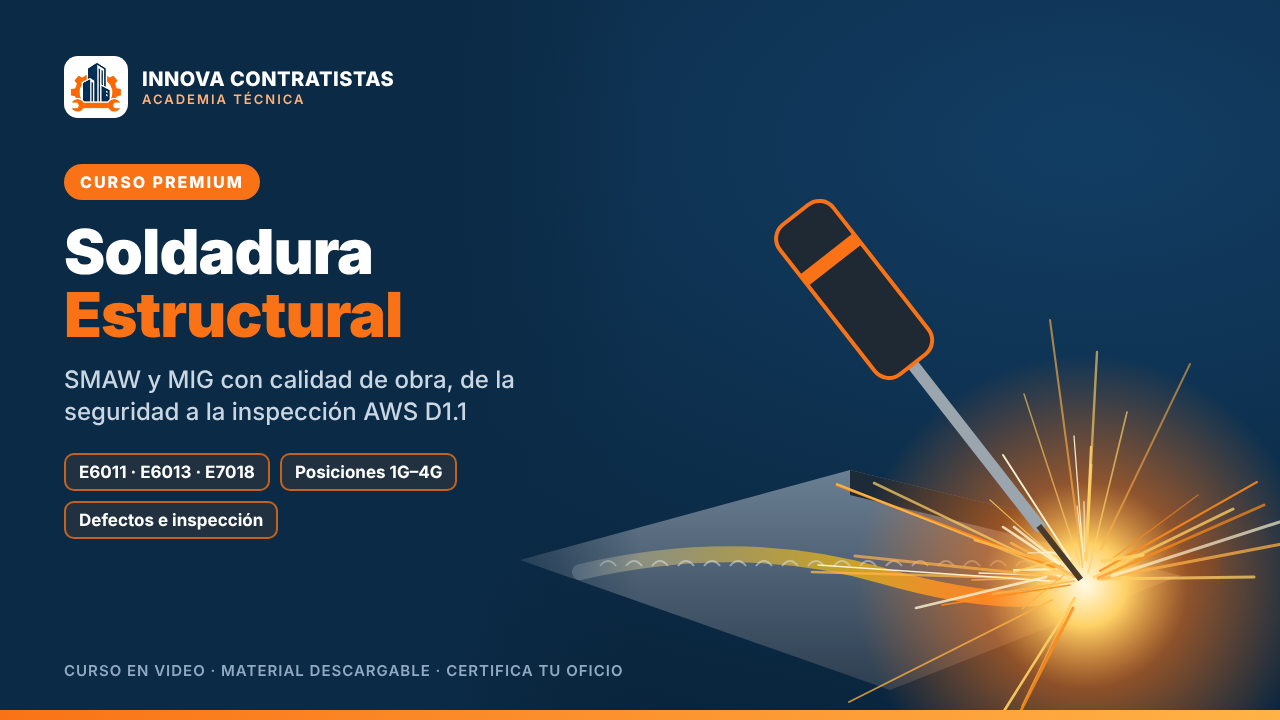 INNOVA CONTRATISTAS
ACADEMIA TÉCNICA
CURSO PREMIUM
Soldadura
Estructural
SMAW y MIG con calidad de obra, de la
seguridad a la inspección AWS D1.1
E6011 · E6013 · E7018
Posiciones 1G–4G
Defectos e inspección
CURSO EN VIDEO · MATERIAL DESCARGABLE · CERTIFICA TU OFICIO